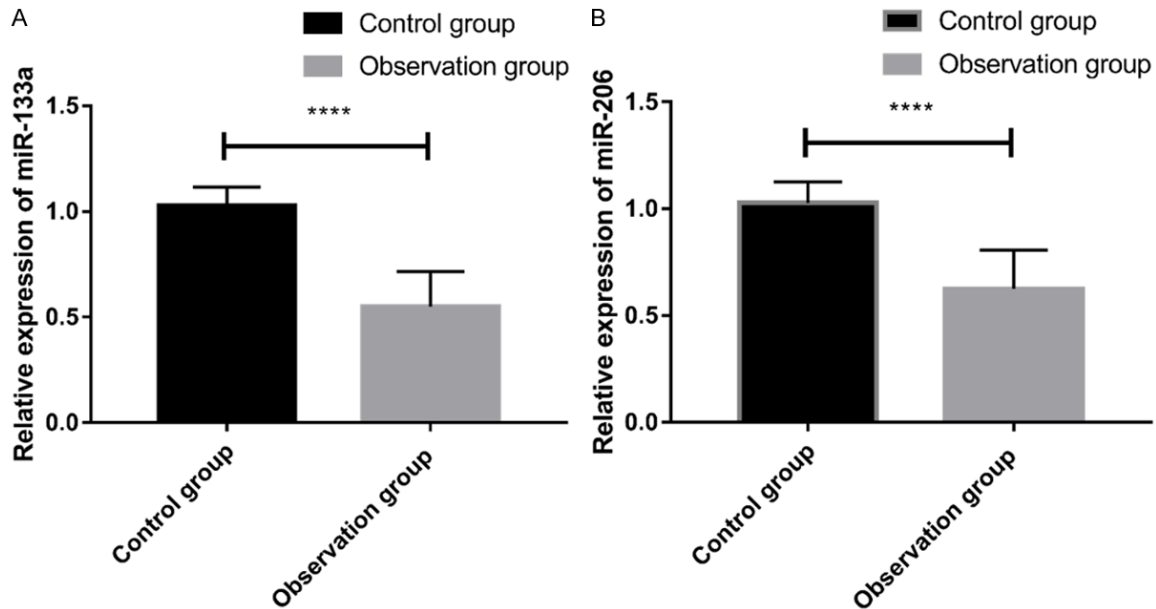 A
Control group
Observation group
Relative expression of miR-133a
1.5
1.0
0.5
0.0
****
Control group
Observation group
B
Control group
Observation group
Relative expression of miR-206
1.5
1.0
0.5
0.0
****
Control group
Observation group